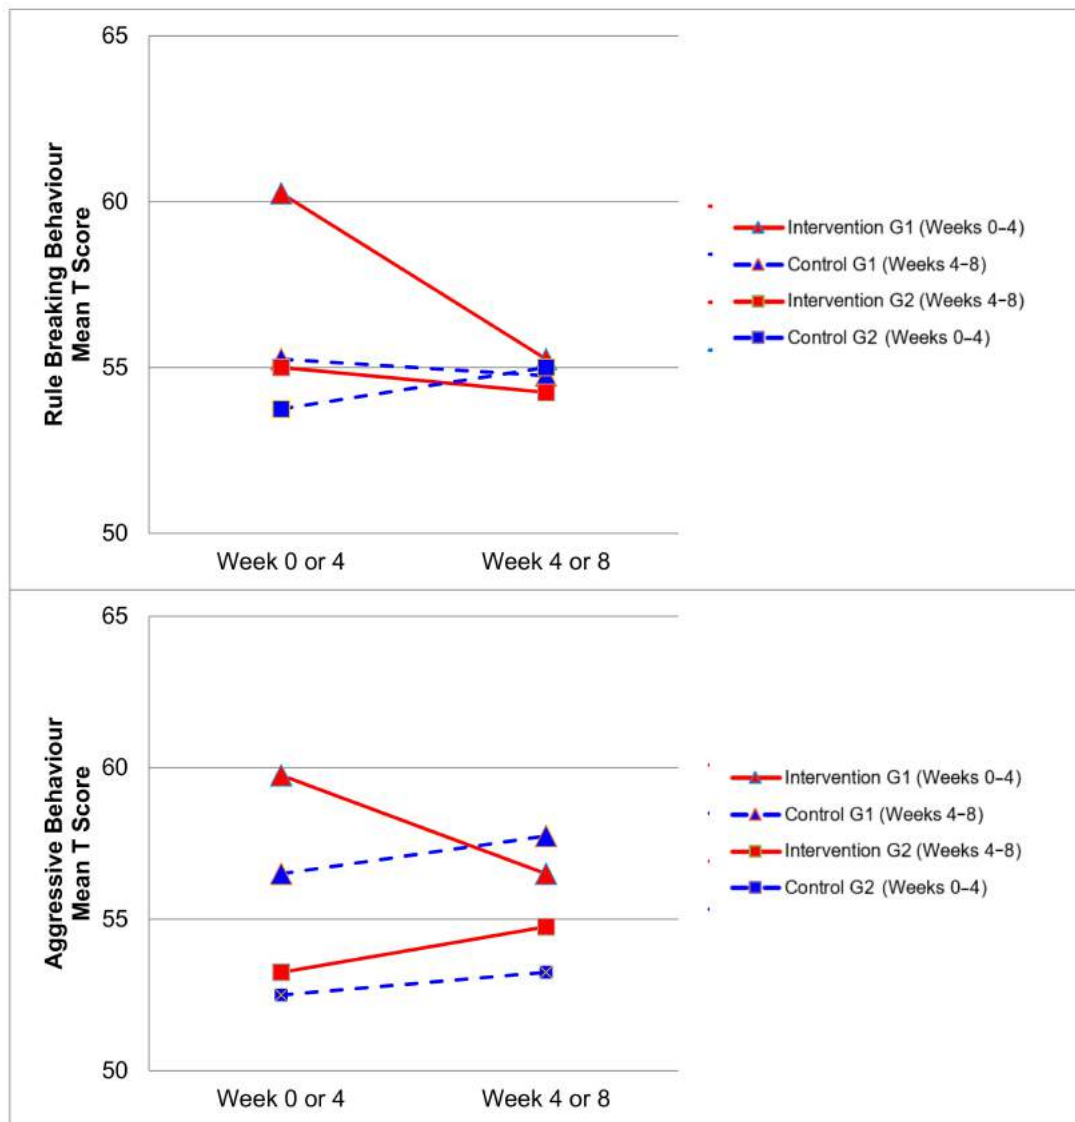 65
60
55
50
Rule Breaking Behaviour
Mean T Score
Week 0 or 4
Week 4 or 8
Intervention G1 (Weeks 0–4)
Control G1 (Weeks 4–8)
Intervention G2 (Weeks 4–8)
Control G2 (Weeks 0–4)
65
60
55
50
Aggressive Behaviour
Mean T Score
Week 0 or 4
Week 4 or 8
Intervention G1 (Weeks 0–4)
Control G1 (Weeks 4–8)
Intervention G2 (Weeks 4–8)
Control G2 (Weeks 0–4)